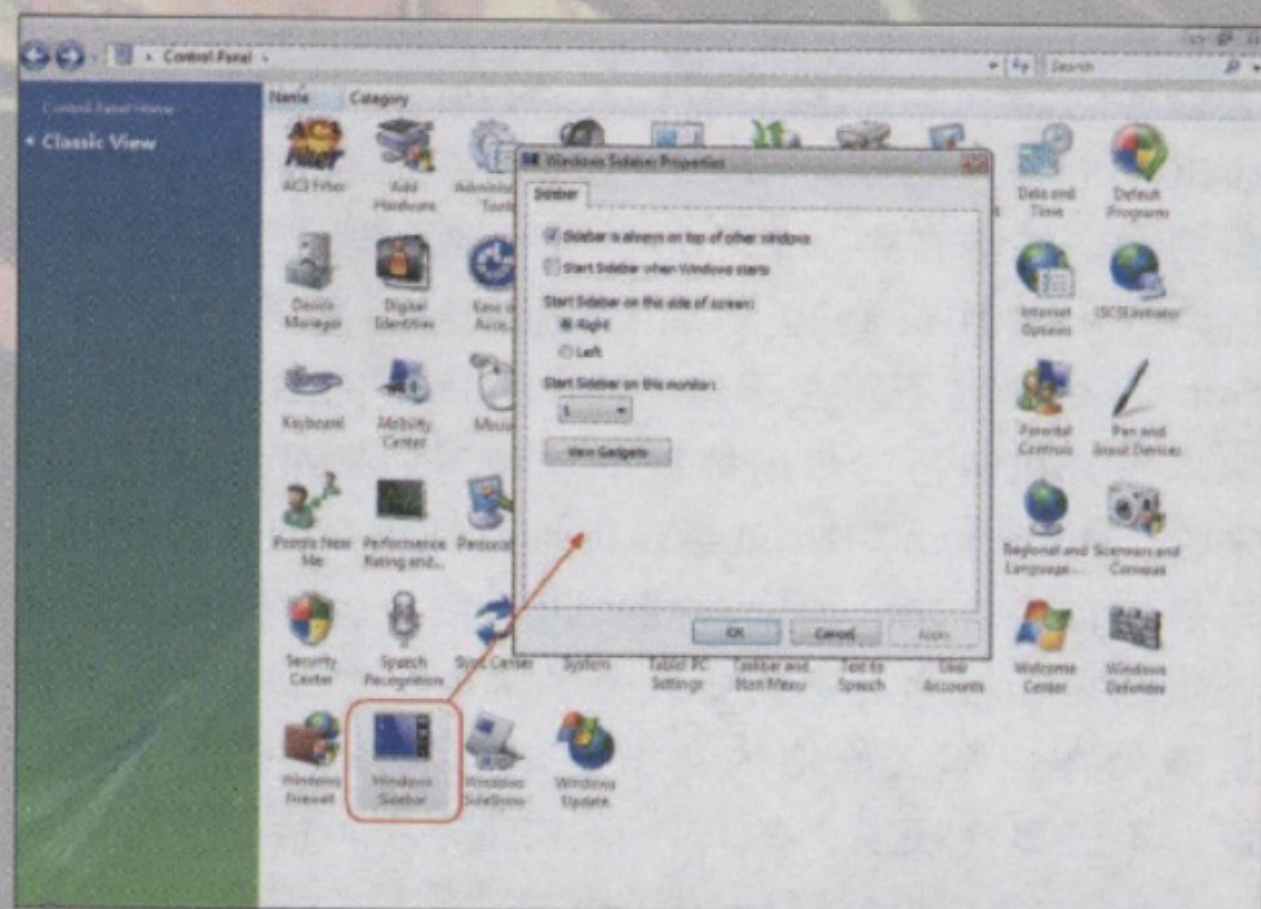 Control Panel
Search
Control Panel Home
Classic View
Name Category
AC3 Filter
Add Hardware
Date and Time
Default Programs
Windows Sidebar Properties
Sidebar
Sidebar is always on top of other windows
Start Sidebar when Windows starts
Start Sidebar on this side of screen:
Right
Left
Start Sidebar on this monitor:
View Gadgets
OK Cancel Apply
Device Manager
Digital Identities
Internet Options
iSCSI Initiator
Keyboard
Mobility Center
Parental Controls
Pen and Input Devices
People Near Me
Performance Rating and...
Regional and Language...
Scanners and Cameras
Security Center
Speech Recognition
Sync Center
System
Tablet PC Settings
Taskbar and Start Menu
Text to Speech
User Accounts
Welcome Center
Windows Defender
Windows Firewall
Windows Sidebar
Windows SideShow
Windows Update